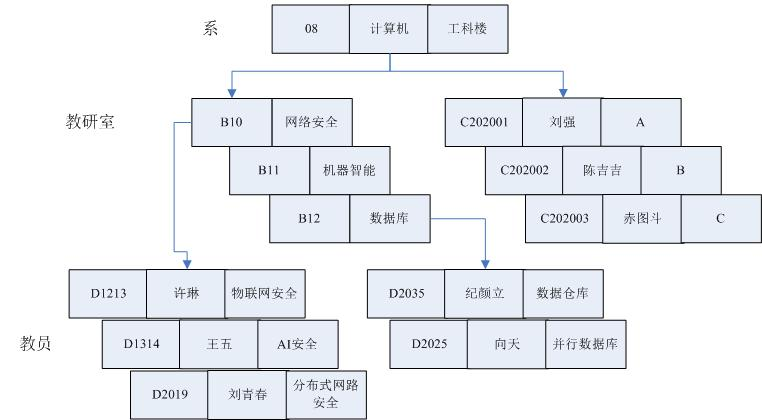 系
08 计算机 工科楼
教研室
B10 网络安全
C202001 刘强 A
B11 机器智能
C202002 陈吉吉 B
B12 数据库
C202003 赤图斗 C
教员
D1213 许琳 物联网安全
D2035 纪颜立 数据仓库
D1314 王五 AI安全
D2025 向天 并行数据库
D2019 刘青春 分布式网路
安全